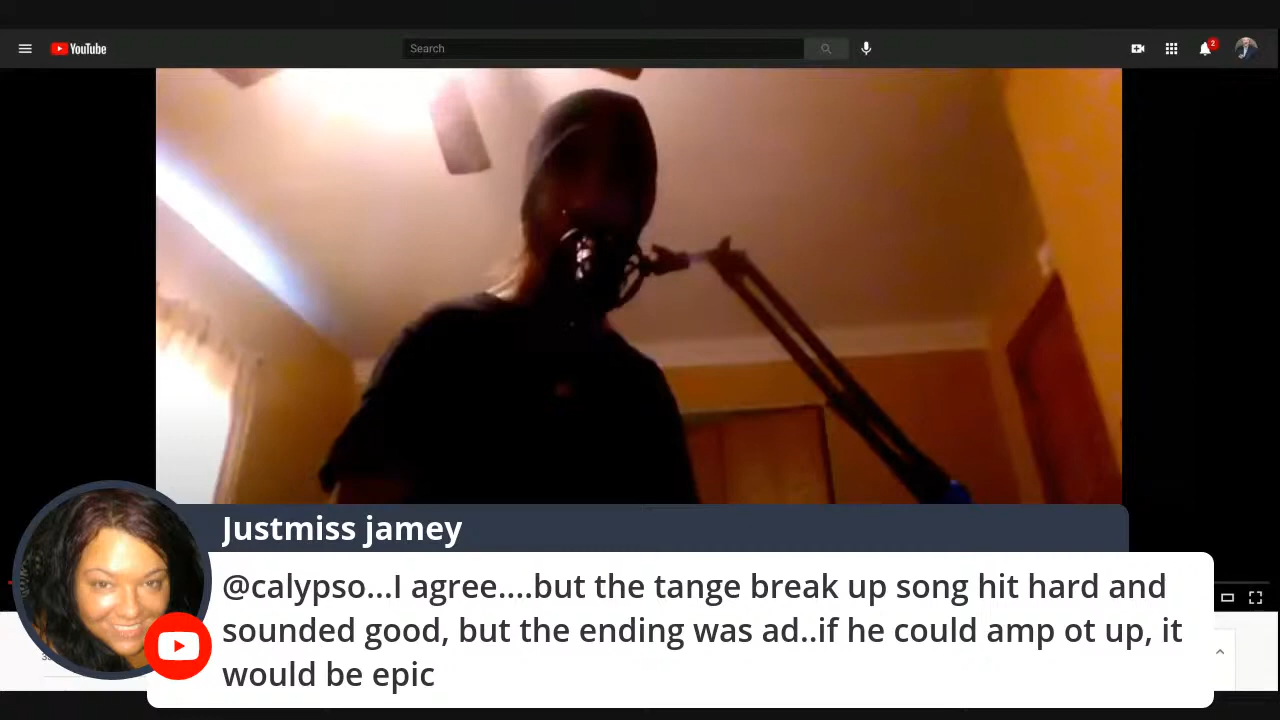 YouTube
Search
2
Justmiss jamey
@calypso...I agree....but the tange break up song hit hard and
sounded good, but the ending was ad..if he could amp ot up, it
would be epic